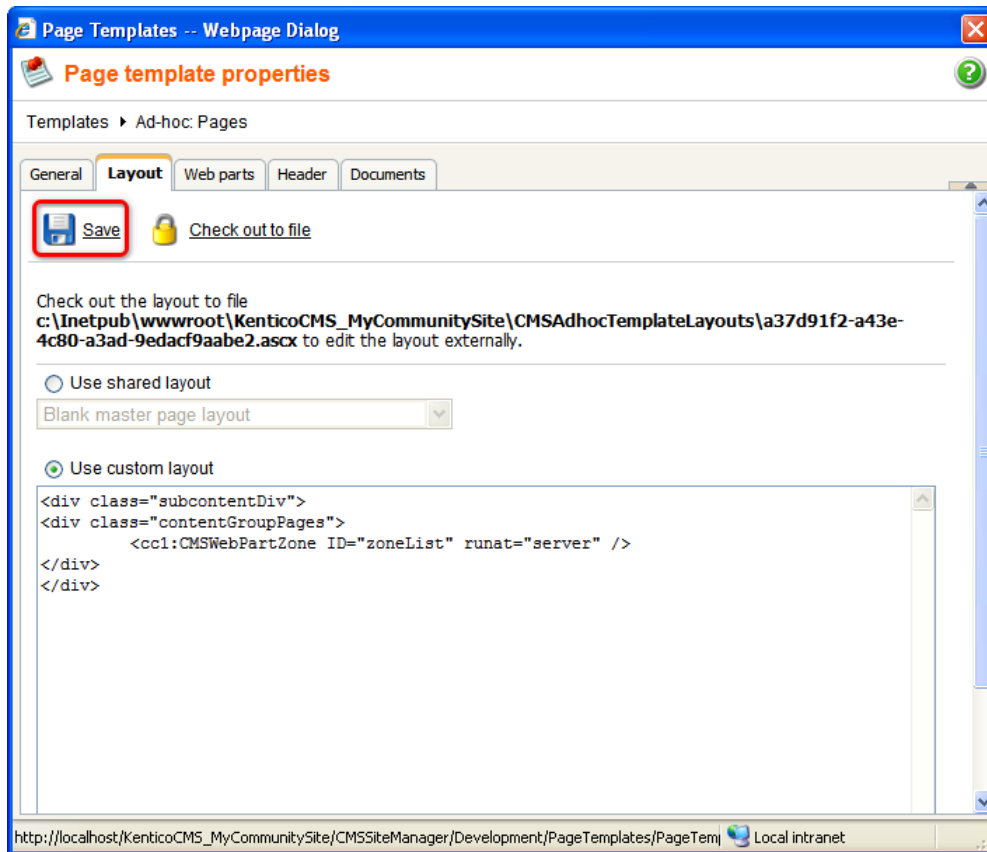 Page Templates -- Webpage Dialog
Page template properties
Templates ▸ Ad-hoc: Pages
General Layout Web parts Header Documents
Save Check out to file
Check out the layout to file
c:\Inetpub\wwwroot\KenticoCMS_MyCommunitySite\CMSAdhocTemplateLayouts\a37d91f2-a43e-
4c80-a3ad-9edacf9aabe2.ascx to edit the layout externally.
Use shared layout
Blank master page layout
Use custom layout
<div class="subcontentDiv">
<div class="contentGroupPages">
<cc1:CMSWebPartZone ID="zoneList" runat="server" />
</div>
</div>
http://localhost/KenticoCMS_MyCommunitySite/CMSSiteManager/Development/PageTemplates/PageTem Local intranet